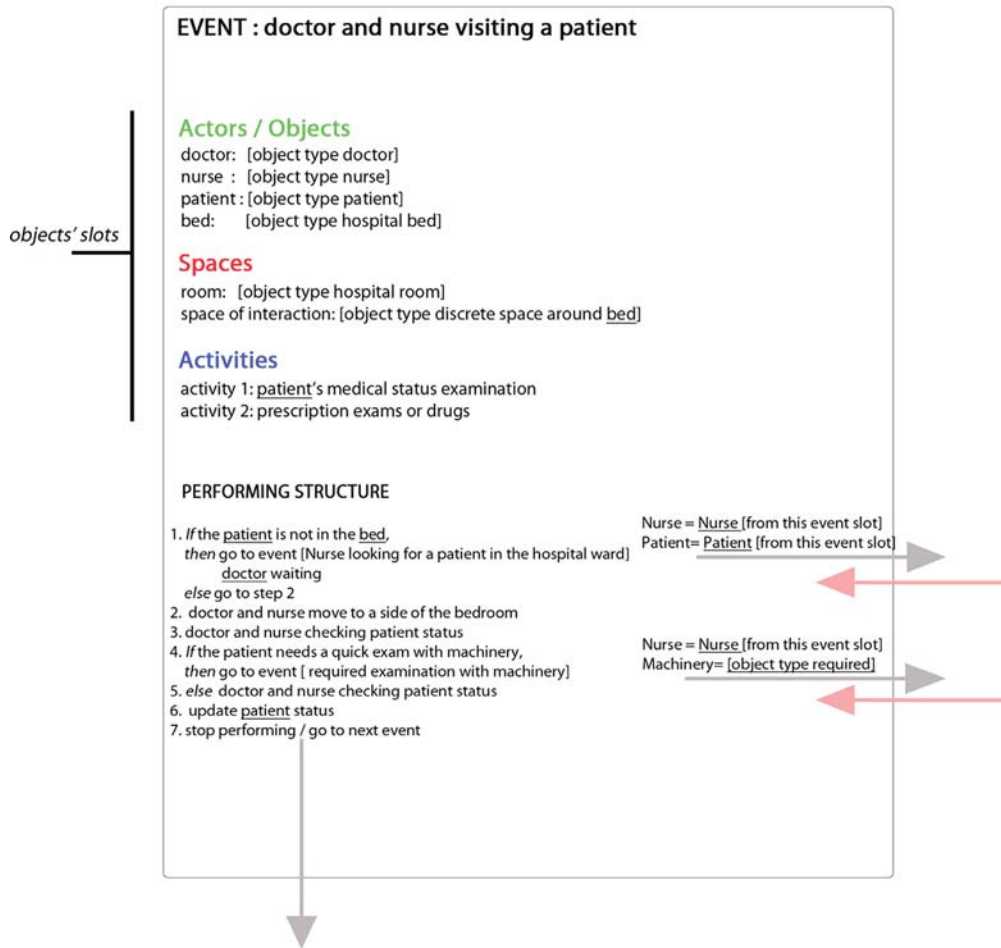 EVENT : doctor and nurse visiting a patient
objects' slots
Actors / Objects
doctor: [object type doctor]
nurse : [object type nurse]
patient : [object type patient]
bed: [object type hospital bed]
Spaces
room: [object type hospital room]
space of interaction: [object type discrete space around bed]
Activities
activity 1: patient's medical status examination
activity 2: prescription exams or drugs
PERFORMING STRUCTURE
1. If the patient is not in the bed,
then go to event [Nurse looking for a patient in the hospital ward]
doctor waiting
else go to step 2
2. doctor and nurse move to a side of the bedroom
3. doctor and nurse checking patient status
4. If the patient needs a quick exam with machinery,
then go to event [ required examination with machinery]
5. else doctor and nurse checking patient status
6. update patient status
7. stop performing / go to next event
Nurse = Nurse [from this event slot]
Patient= Patient [from this event slot]
Nurse = Nurse [from this event slot]
Machinery= [object type required]